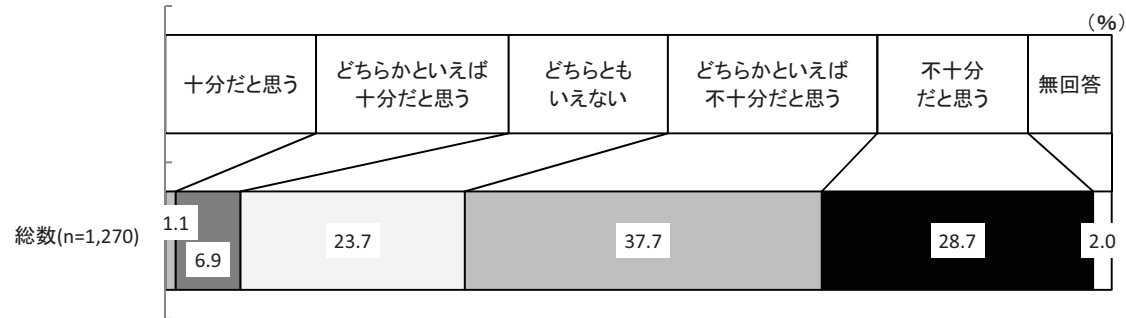 (%)
十分だと思う
どちらかといえば
十分だと思う
どちらとも
いえない
どちらかといえば
不十分だと思う
不十分
だと思う
無回答
総数(n=1,270)
1.1
6.9
23.7
37.7
28.7
2.0